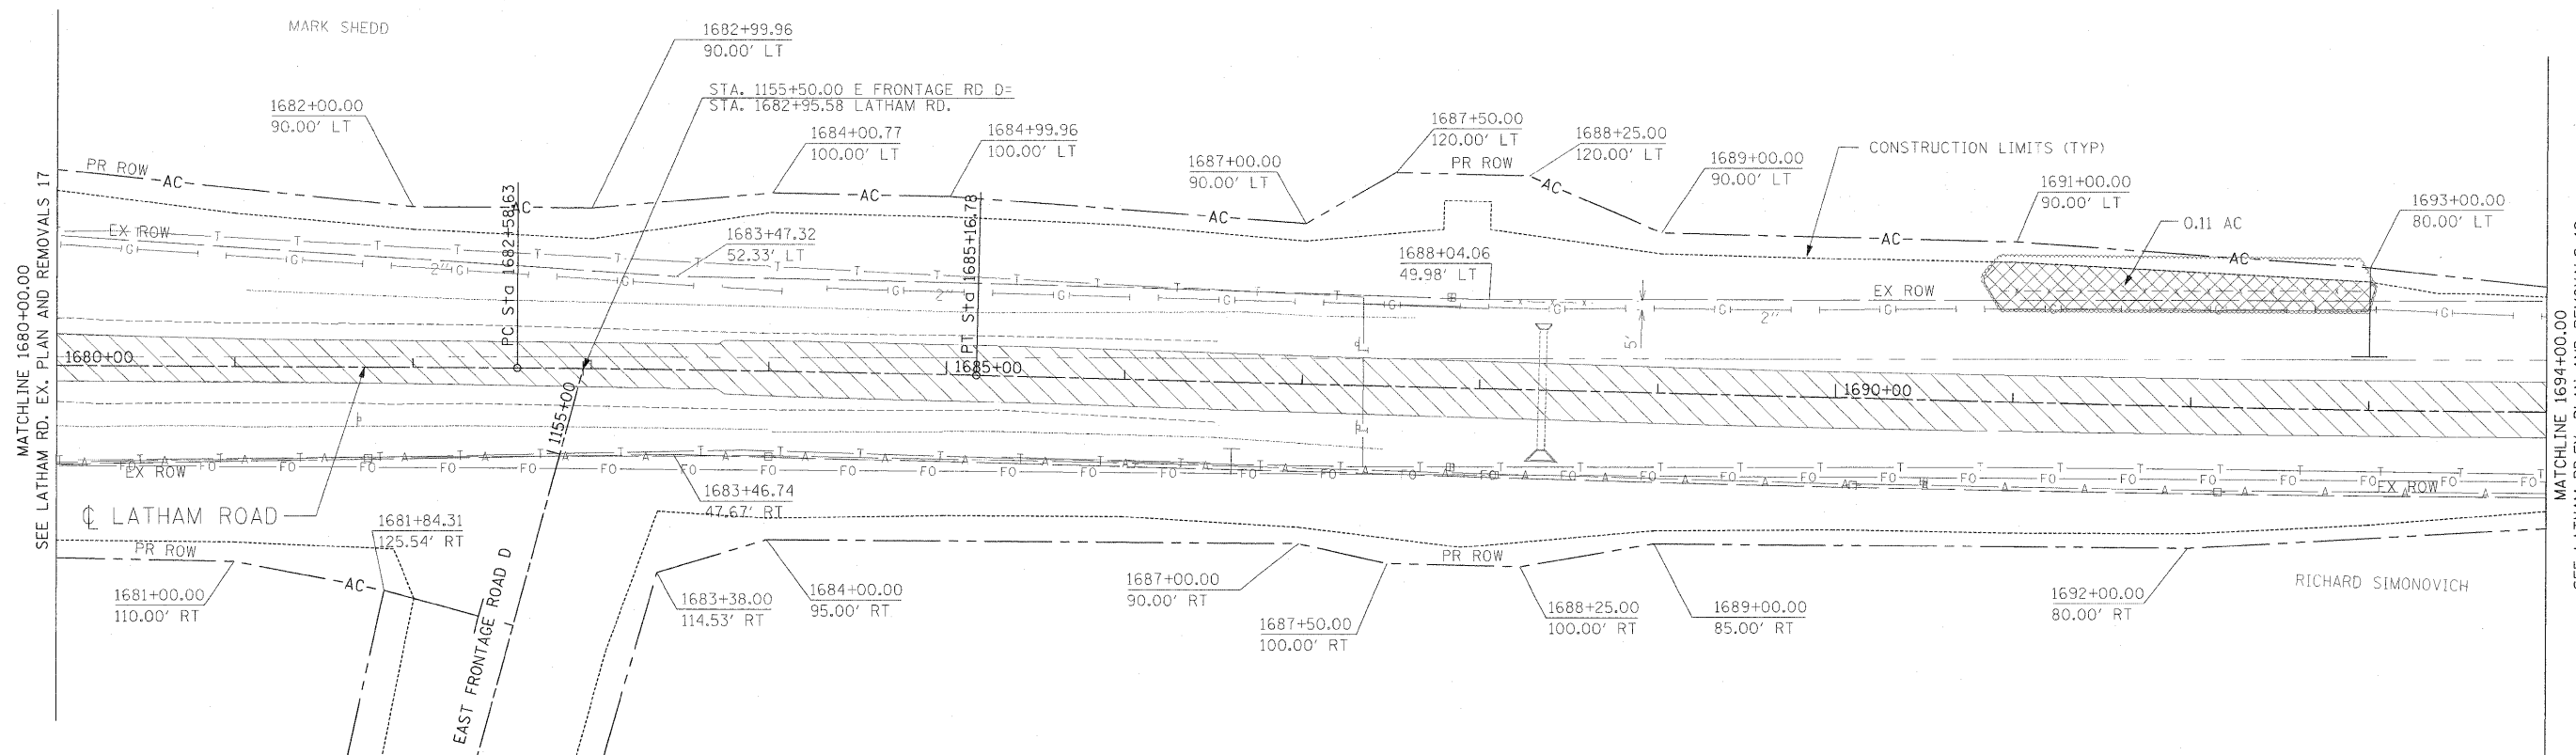 MARK SHEDD
1682+99.96
90.00' LT
STA. 1155+50.00 E FRONTAGE RD D=
STA. 1682+95.58 LATHAM RD.
1682+00.00
90.00' LT
1684+00.77
100.00' LT
1684+99.96
100.00' LT
1687+00.00
90.00' LT
1687+50.00
120.00' LT
PR ROW
1688+25.00
120.00' LT
1689+00.00
90.00' LT
CONSTRUCTION LIMITS (TYP)
1691+00.00
90.00' LT
0.11 AC
1693+00.00
80.00' LT
PR ROW
AC
AC
AC
AC
AC
AC
AC
EX ROW
1683+47.32
52.33' LT
1688+04.06
49.98' LT
EX ROW
2"
2"
2"
5'
PC Sta 1682+58.63
PT Sta 1685+16.78
1680+00
1685+00
1690+00
1155+00
EX ROW
EX ROW
1683+46.74
47.67' RT
℄ LATHAM ROAD
1681+84.31
125.54' RT
PR ROW
AC
1681+00.00
110.00' RT
EAST FRONTAGE ROAD D
1683+38.00
114.53' RT
1684+00.00
95.00' RT
1687+00.00
90.00' RT
1687+50.00
100.00' RT
PR ROW
1688+25.00
100.00' RT
1689+00.00
85.00' RT
1692+00.00
80.00' RT
RICHARD SIMONOVICH
MATCHLINE 1680+00.00
SEE LATHAM RD. EX. PLAN AND REMOVALS 17
MATCHLINE 1694+00.00